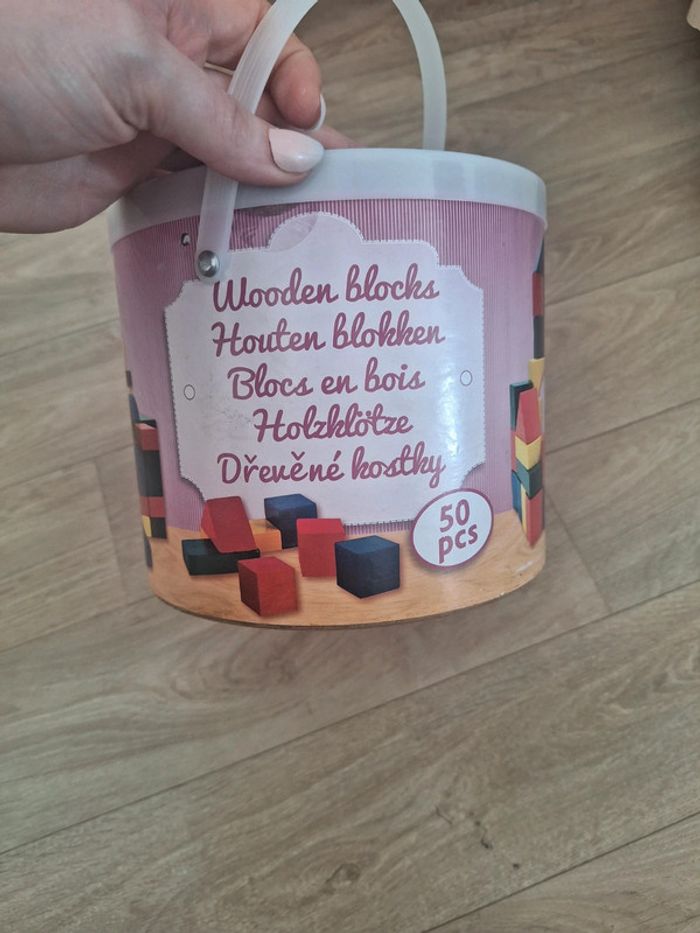 Wooden blocks
Houten blokken
Blocs en bois
Holzklötze
Dřevěné kostky
50
pcs